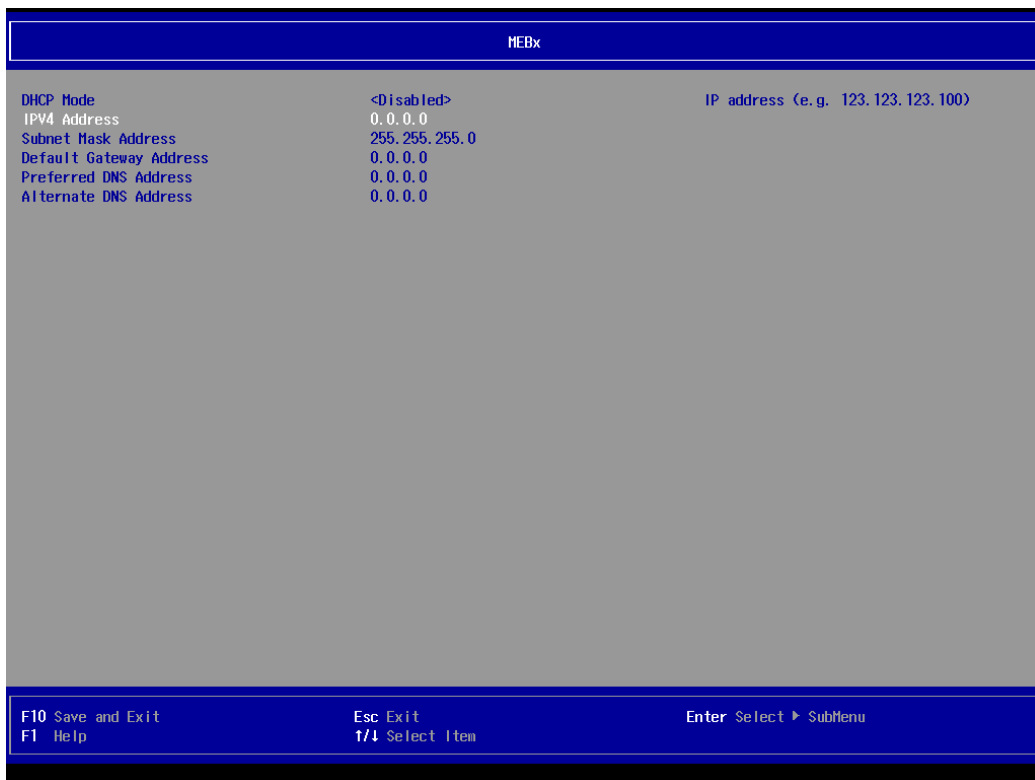 MEBx
DHCP Mode <Disabled> IP address (e.g. 123.123.123.100)
IPV4 Address 0.0.0.0
Subnet Mask Address 255.255.255.0
Default Gateway Address 0.0.0.0
Preferred DNS Address 0.0.0.0
Alternate DNS Address 0.0.0.0
F10 Save and Exit Esc Exit Enter Select ▶ SubMenu
F1 Help ↑/↓ Select Item